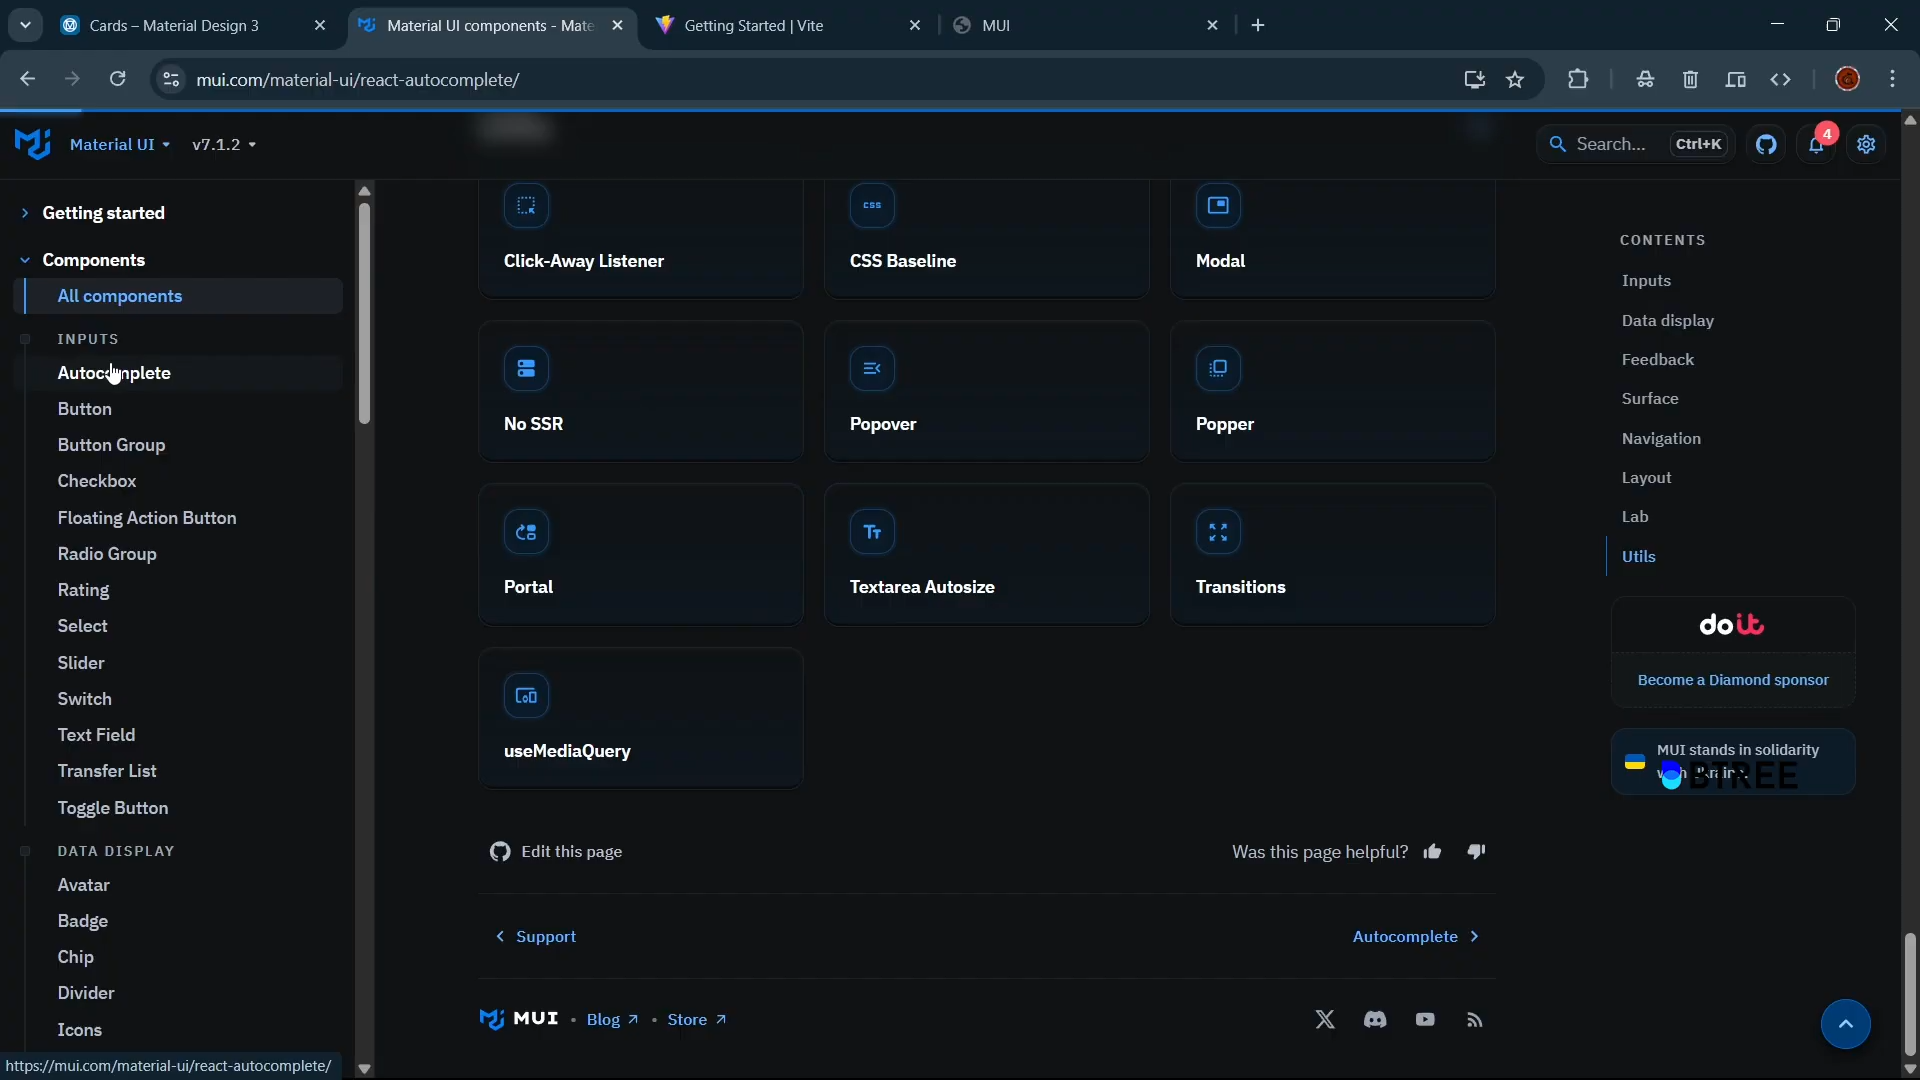 Cards – Material Design 3
Material UI components - Mate
Getting Started | Vite
MUI
mui.com/material-ui/react-autocomplete/
Material UI
v7.1.2
Search...
Ctrl+K
4
Getting started
Components
All components
INPUTS
Autocomplete
Button
Button Group
Checkbox
Floating Action Button
Radio Group
Rating
Select
Slider
Switch
Text Field
Transfer List
Toggle Button
DATA DISPLAY
Avatar
Badge
Chip
Divider
Icons
https://mui.com/material-ui/react-autocomplete/
Click-Away Listener
CSS
CSS Baseline
Modal
No SSR
Popover
Popper
Portal
Tт
Textarea Autosize
Transitions
useMediaQuery
Edit this page
Was this page helpful?
Support
Autocomplete
MUI • Blog • Store
CONTENTS
Inputs
Data display
Feedback
Surface
Navigation
Layout
Lab
Utils
doit
Become a Diamond sponsor
MUI stands in solidarity
with Ukraine.
BTREE